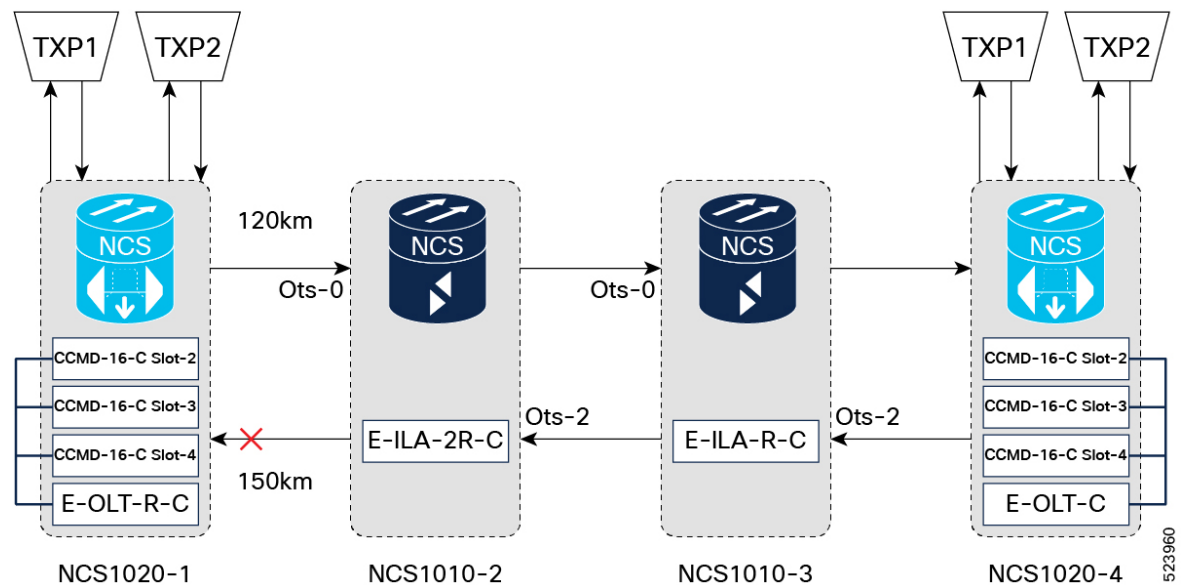 TXP1
TXP2
TXP1
TXP2
NCS
120km
Ots-0
NCS
Ots-0
NCS
NCS
CCMD-16-C Slot-2
CCMD-16-C Slot-3
CCMD-16-C Slot-4
E-OLT-R-C
150km
E-ILA-2R-C
Ots-2
E-ILA-R-C
Ots-2
CCMD-16-C Slot-2
CCMD-16-C Slot-3
CCMD-16-C Slot-4
E-OLT-C
NCS1020-1
NCS1010-2
NCS1010-3
NCS1020-4
523960